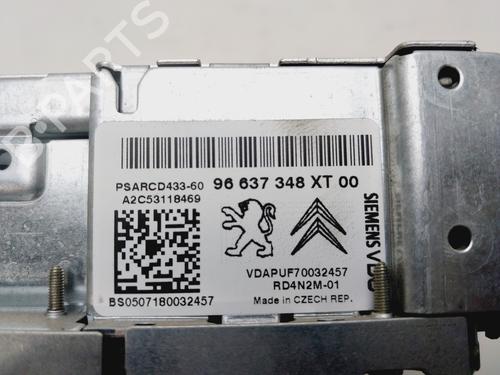 PSARCD433-60 96 637 348 XT 00
A2C53118469
SIEMENS VDO
VDAPUF70032457
RD4N2M-01
BS0507180032457 Made in CZECH REP.